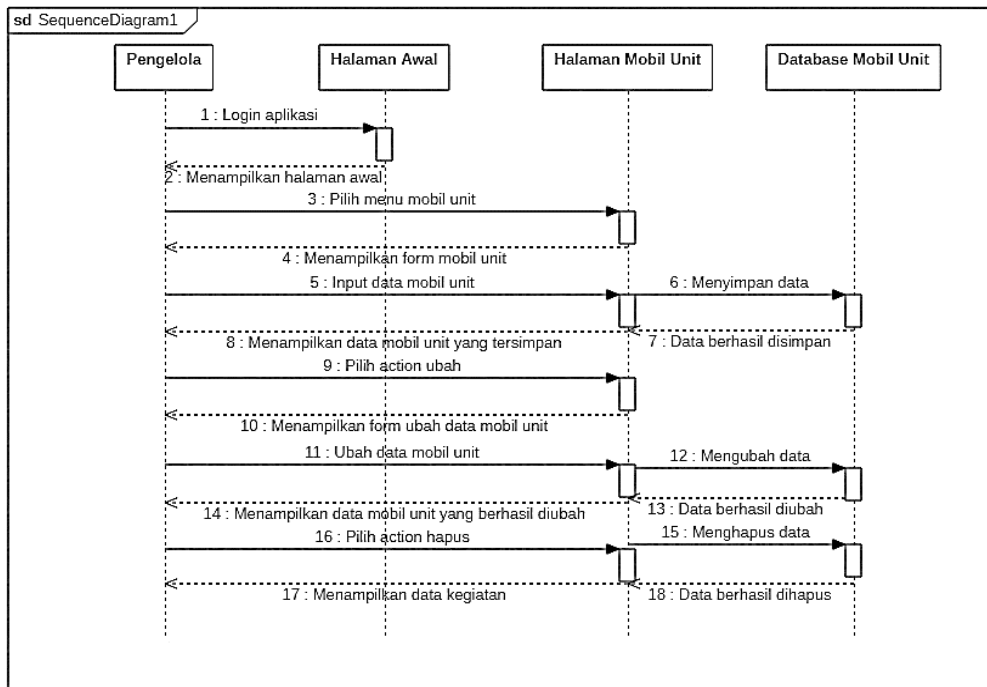 sd SequenceDiagram1
Pengelola
Halaman Awal
Halaman Mobil Unit
Database Mobil Unit
1 : Login aplikasi
2 : Menampilkan halaman awal
3 : Pilih menu mobil unit
4 : Menampilkan form mobil unit
5 : Input data mobil unit
6 : Menyimpan data
7 : Data berhasil disimpan
8 : Menampilkan data mobil unit yang tersimpan
9 : Pilih action ubah
10 : Menampilkan form ubah data mobil unit
11 : Ubah data mobil unit
12 : Mengubah data
13 : Data berhasil diubah
14 : Menampilkan data mobil unit yang berhasil diubah
15 : Menghapus data
16 : Pilih action hapus
17 : Menampilkan data kegiatan
18 : Data berhasil dihapus